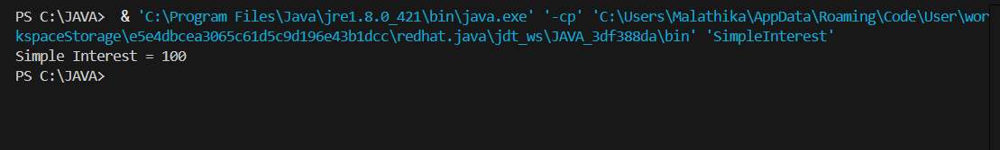 PS C:\JAVA>  & 'C:\Program Files\Java\jre1.8.0_421\bin\java.exe' '-cp' 'C:\Users\Malathika\AppData\Roaming\Code\User\wor
kspaceStorage\e5e4dbcea3065c61d5c9d196e43b1dcc\redhat.java\jdt_ws\JAVA_3df388da\bin' 'SimpleInterest'
Simple Interest = 100
PS C:\JAVA>